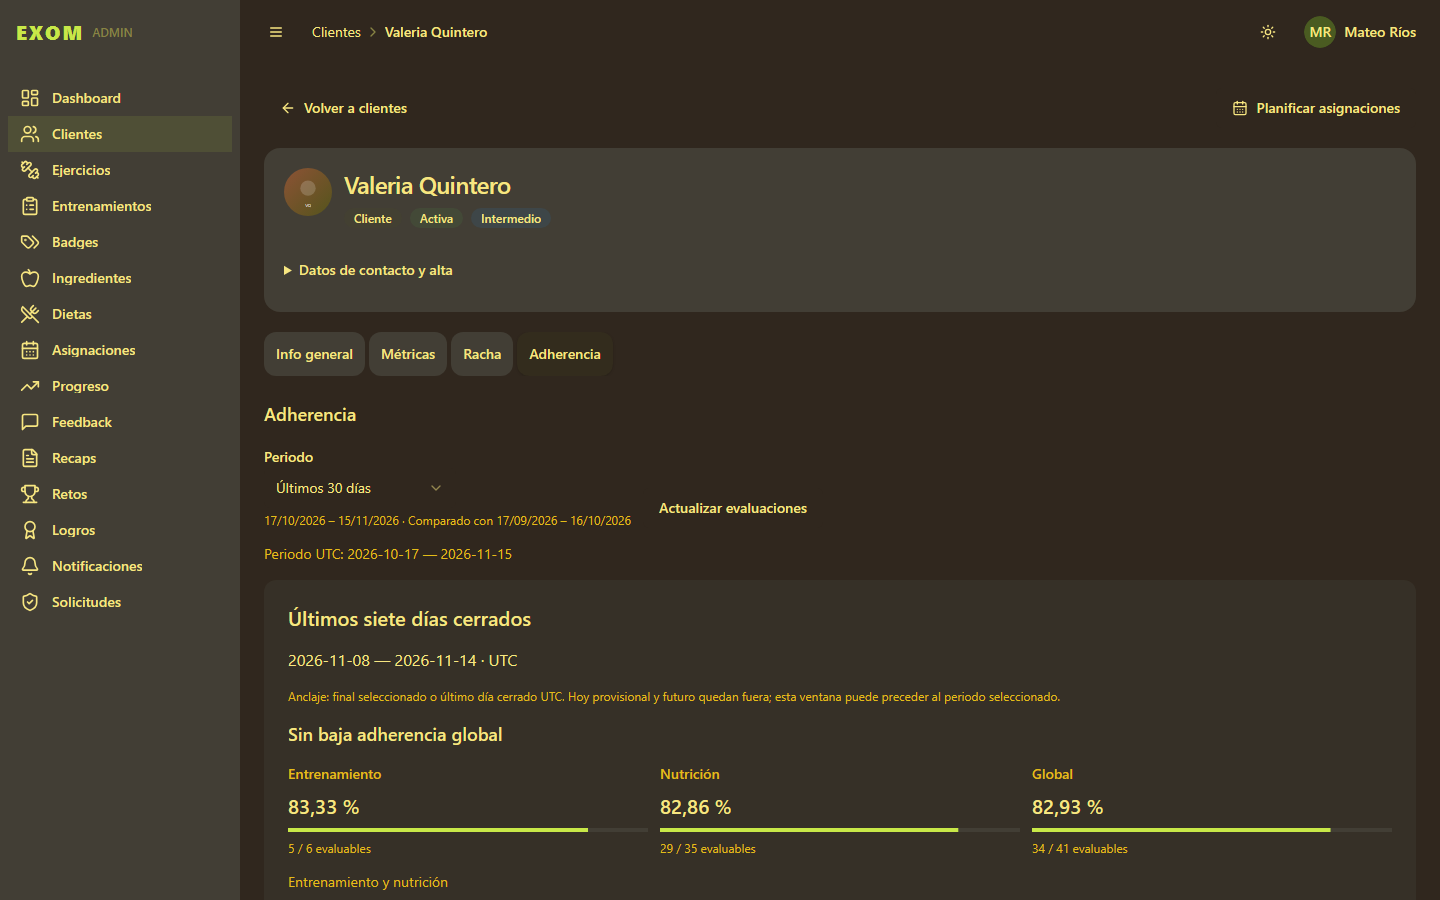 EXOM ADMIN
Clientes
Valeria Quintero
MR
Mateo Ríos
Dashboard
Clientes
Ejercicios
Entrenamientos
Badges
Ingredientes
Dietas
Asignaciones
Progreso
Feedback
Recaps
Retos
Logros
Notificaciones
Solicitudes
Volver a clientes
Planificar asignaciones
Valeria Quintero
Cliente
Activa
Intermedio
Datos de contacto y alta
Info general
Métricas
Racha
Adherencia
Adherencia
Periodo
Últimos 30 días
17/10/2026 – 15/11/2026 · Comparado con 17/09/2026 – 16/10/2026
Actualizar evaluaciones
Periodo UTC: 2026-10-17 — 2026-11-15
Últimos siete días cerrados
2026-11-08 — 2026-11-14 · UTC
Anclaje: final seleccionado o último día cerrado UTC. Hoy provisional y futuro quedan fuera; esta ventana puede preceder al periodo seleccionado.
Sin baja adherencia global
Entrenamiento
83,33 %
5 / 6 evaluables
Nutrición
82,86 %
29 / 35 evaluables
Global
82,93 %
34 / 41 evaluables
Entrenamiento y nutrición